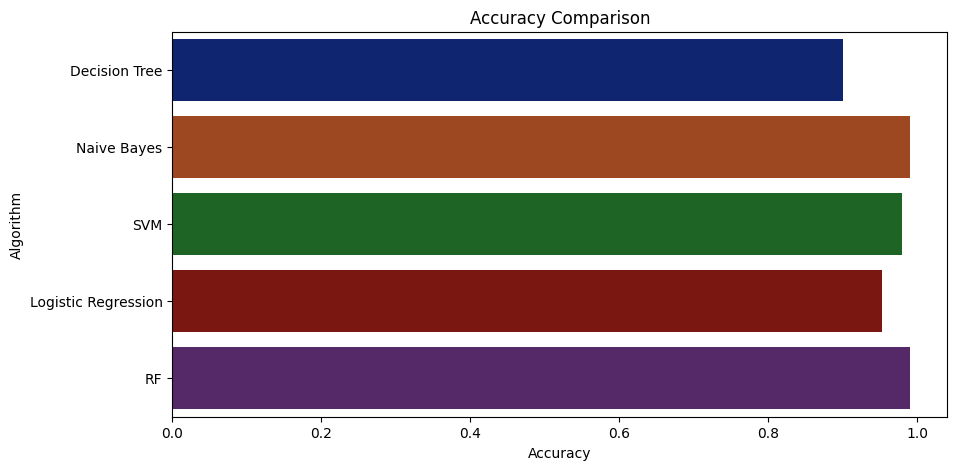 Accuracy Comparison
Algorithm
Decision Tree
Naive Bayes
SVM
Logistic Regression
RF
0.0 0.2 0.4 0.6 0.8 1.0
Accuracy